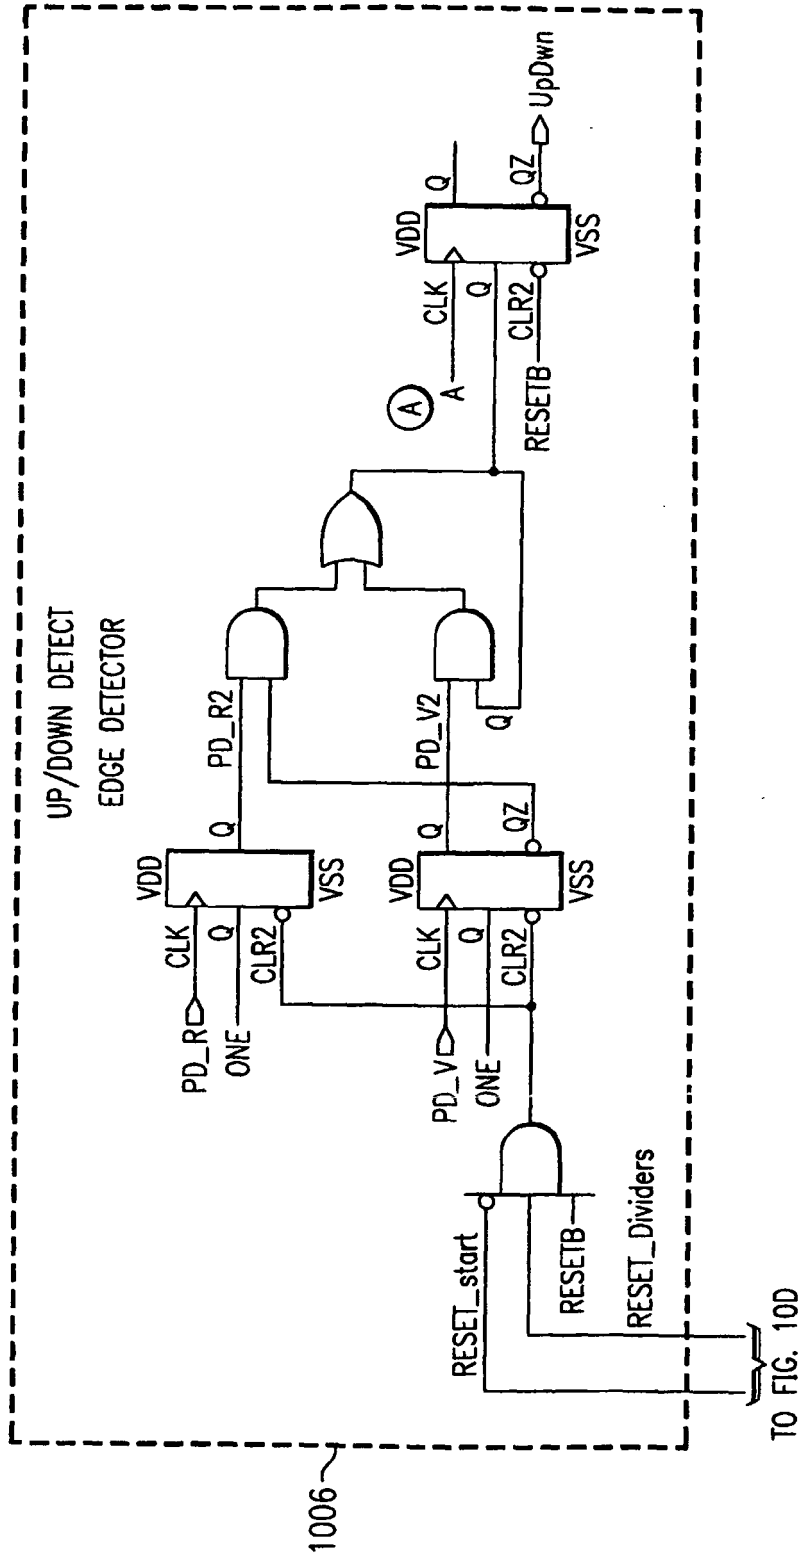 UP/DOWN DETECT
EDGE DETECTOR
1006
PD_R
ONE
CLK
Q
CLR2
VDD
VSS
Q
PD_R2
PD_V
ONE
CLK
Q
CLR2
VDD
VSS
Q
QZ
PD_V2
Q
RESET_start
RESETB
RESET_Dividers
TO FIG. 10D
A
A
RESETB
CLK
Q
CLR2
VDD
VSS
Q
QZ
UpDwn